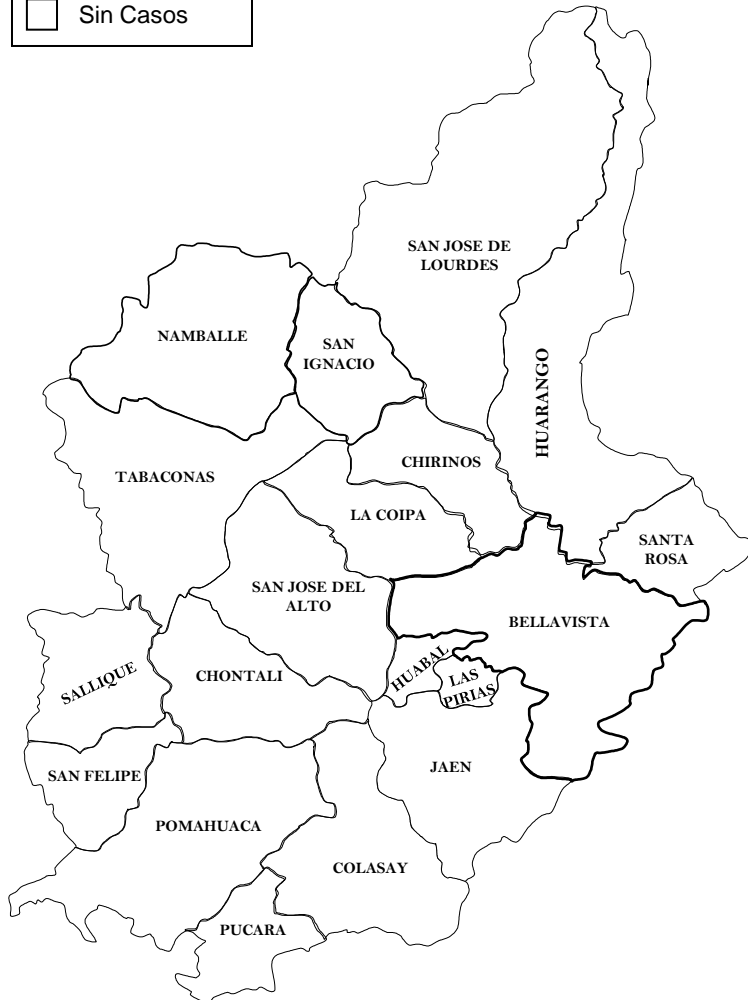 Sin Casos
SAN JOSE DE
LOURDES
NAMBALLE
SAN
IGNACIO
HUARANGO
CHIRINOS
TABACONAS
LA COIPA
SANTA
ROSA
SAN JOSE DEL
ALTO
BELLAVISTA
HUABAL
SALLIQUE
CHONTALI
LAS
PIRIAS
JAEN
SAN FELIPE
POMAHUACA
COLASAY
PUCARA